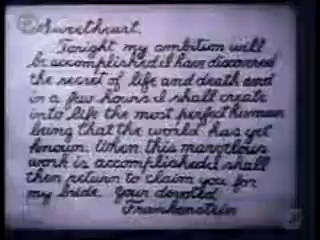 Sweetheart.
Tonight my ambition will
be accomplished. I have discovered
the secret of life and death and
in a few hours I shall create
into life the most perfect human
being that the world has yet
known. When this marvelous
work is accomplished I shall
then return to claim you for
my bride. Your devoted
Frankenstein